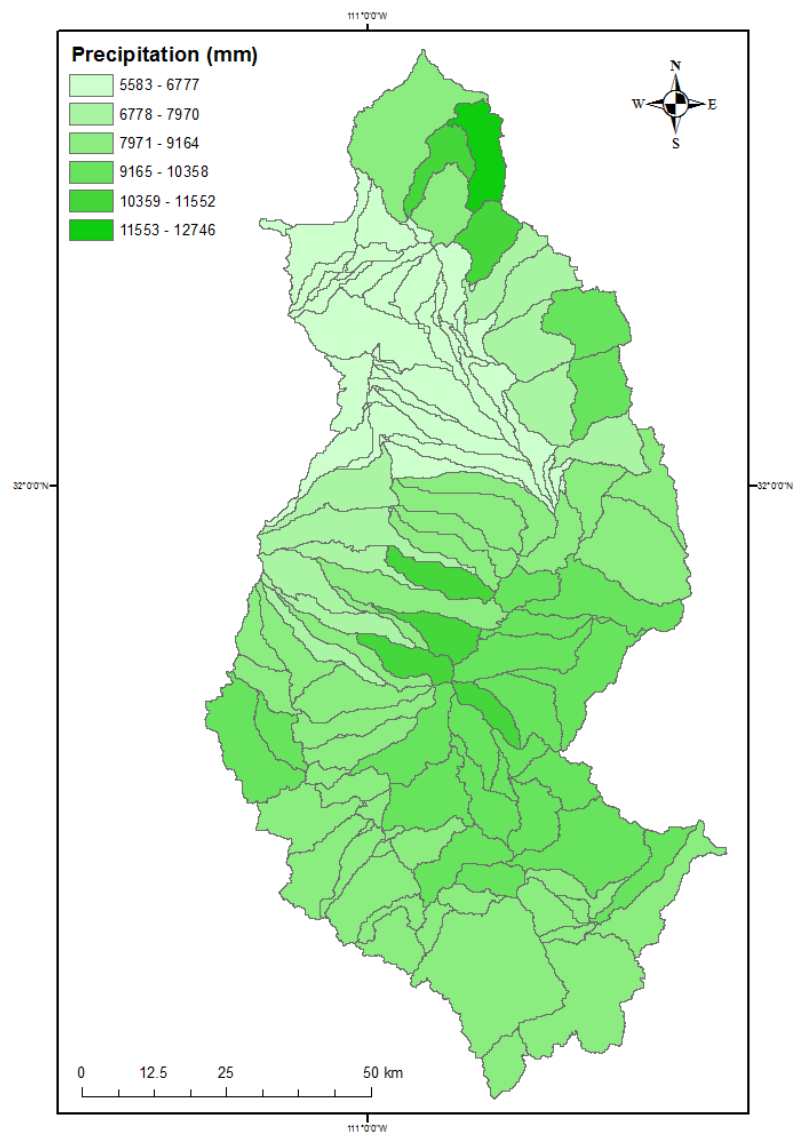 111°0'0"W
Precipitation (mm)
5583 - 6777
6778 - 7970
7971 - 9164
9165 - 10358
10359 - 11552
11553 - 12746
N
W E
S
32°0'0"N 32°0'0"N
0 12.5 25 50 km
111°0'0"W